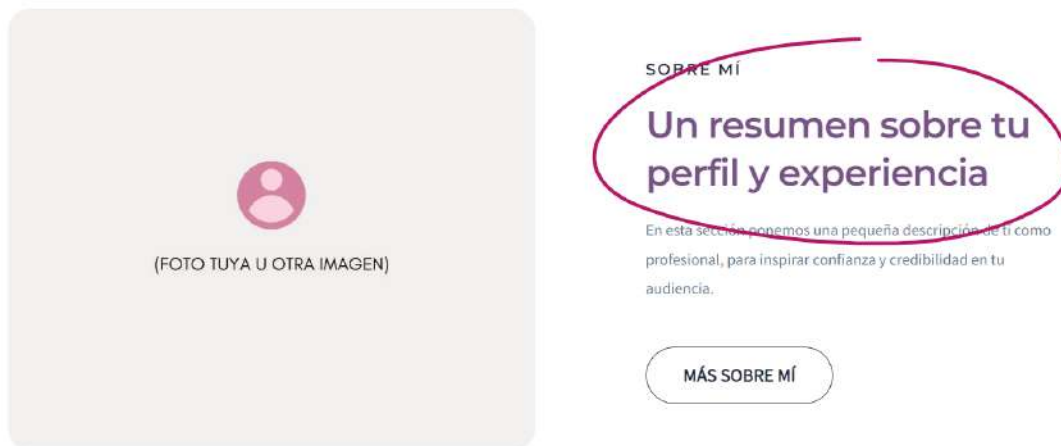 (FOTO TUYA U OTRA IMAGEN)
SOBRE MÍ
Un resumen sobre tu
perfil y experiencia
En esta sección ponemos una pequeña descripción de ti como
profesional, para inspirar confianza y credibilidad en tu
audiencia.
MÁS SOBRE MÍ